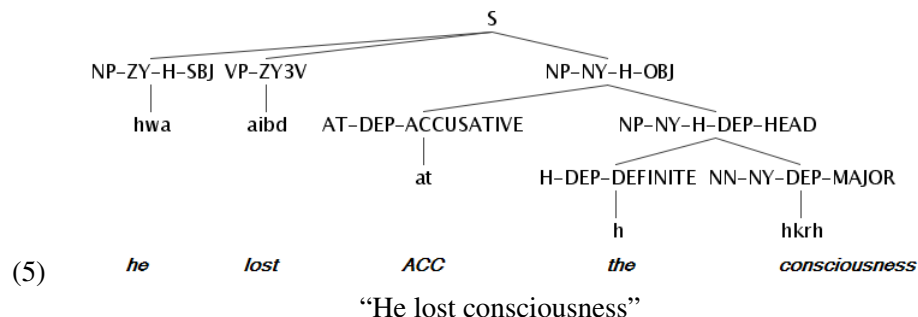 S
NP-ZY-H-SBJ VP-ZY3V NP-NY-H-OBJ
hwa aibd AT-DEP-ACCUSATIVE NP-NY-H-DEP-HEAD
at H-DEP-DEFINITE NN-NY-DEP-MAJOR
h hkrh
(5) he lost ACC the consciousness
“He lost consciousness”